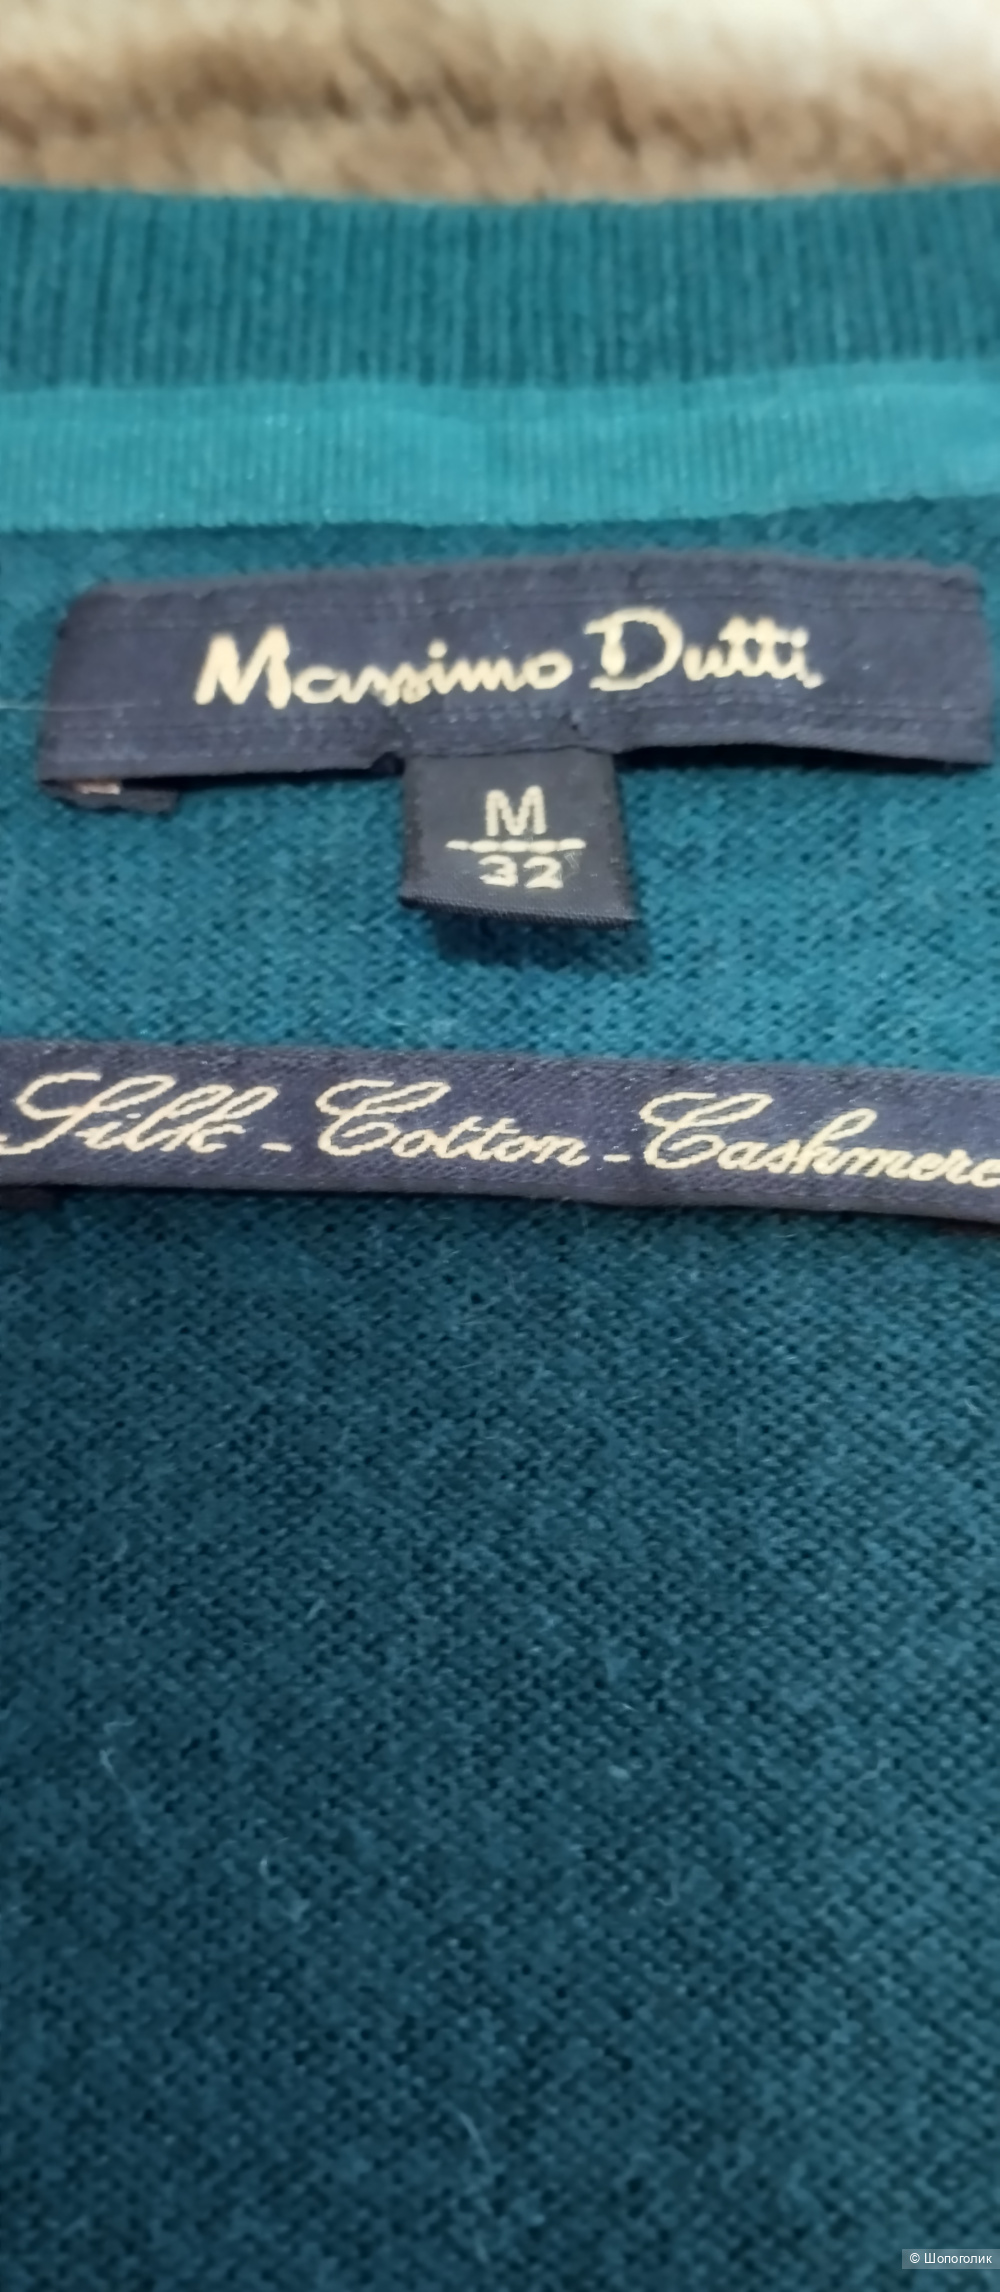 Massimo Dutti
M
32
Silk - Cotton - Cashmere
© Шопоголик